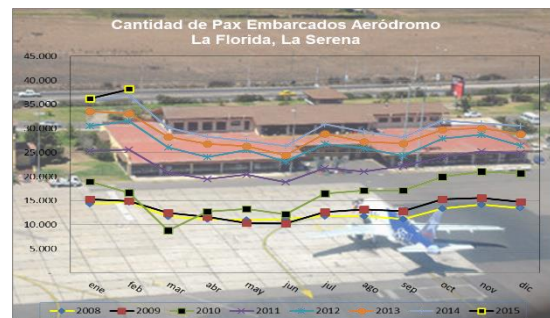 Cantidad de Pax Embarcados Aeródromo
La Florida, La Serena
45.000
40.000
35.000
30.000
25.000
20.000
15.000
10.000
5.000
-
ene feb mar abr may jun jul ago sep oct nov dic
2008 2009 2010 2011 2012 2013 2014 2015